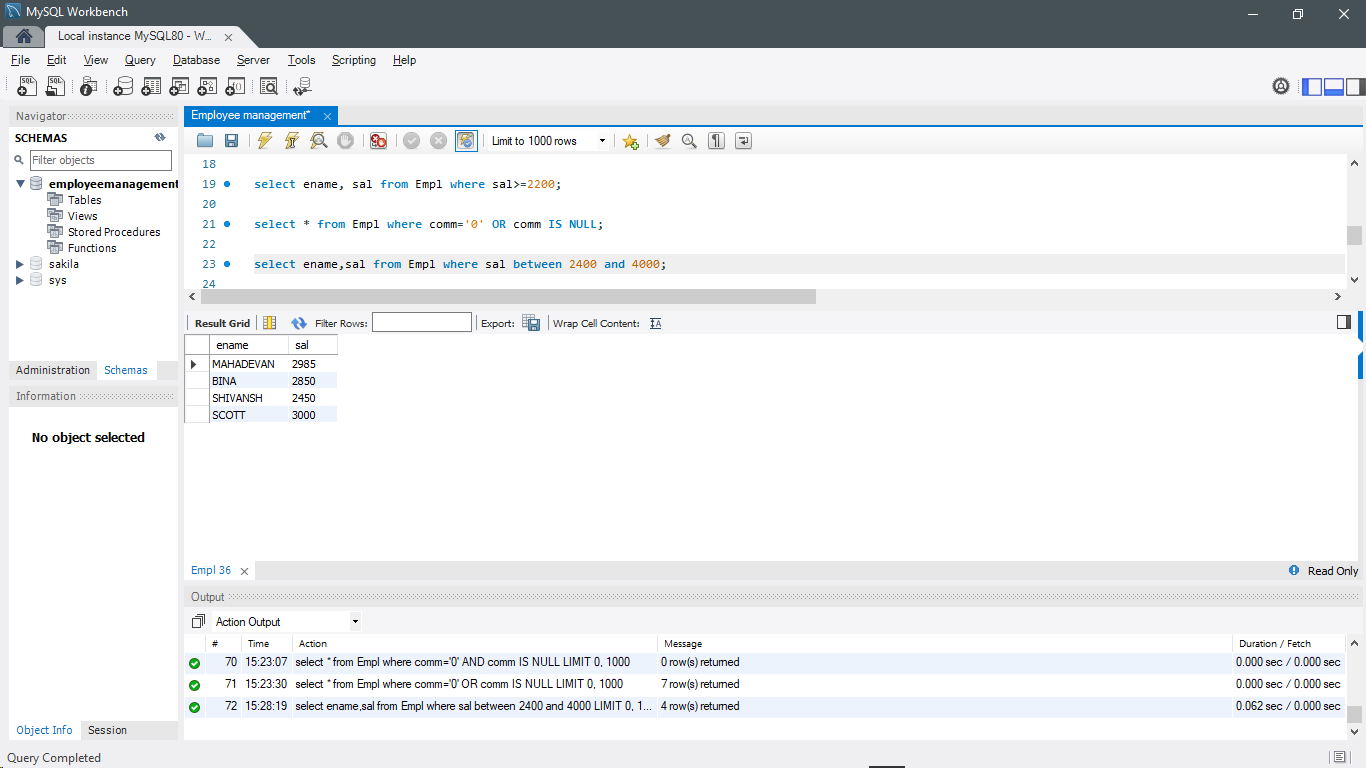 MySQL Workbench
Local instance MySQL80 - W...
File Edit View Query Database Server Tools Scripting Help
Navigator
SCHEMAS
Filter objects
employeemanagement
Tables
Views
Stored Procedures
Functions
sakila
sys
Administration Schemas
Information
No object selected
Object Info Session
Employee management*
Limit to 1000 rows
18
19 select ename, sal from Empl where sal>=2200;
20
21 select * from Empl where comm='0' OR comm IS NULL;
22
23 select ename,sal from Empl where sal between 2400 and 4000;
24
Result Grid Filter Rows: Export: Wrap Cell Content:
ename sal
MAHADEVAN 2985
BINA 2850
SHIVANSH 2450
SCOTT 3000
Empl 36 Read Only
Output
Action Output
# Time Action Message Duration / Fetch
70 15:23:07 select * from Empl where comm='0' AND comm IS NULL LIMIT 0, 1000 0 row(s) returned 0.000 sec / 0.000 sec
71 15:23:30 select * from Empl where comm='0' OR comm IS NULL LIMIT 0, 1000 7 row(s) returned 0.000 sec / 0.000 sec
72 15:28:19 select ename,sal from Empl where sal between 2400 and 4000 LIMIT 0, 1... 4 row(s) returned 0.062 sec / 0.000 sec
Query Completed